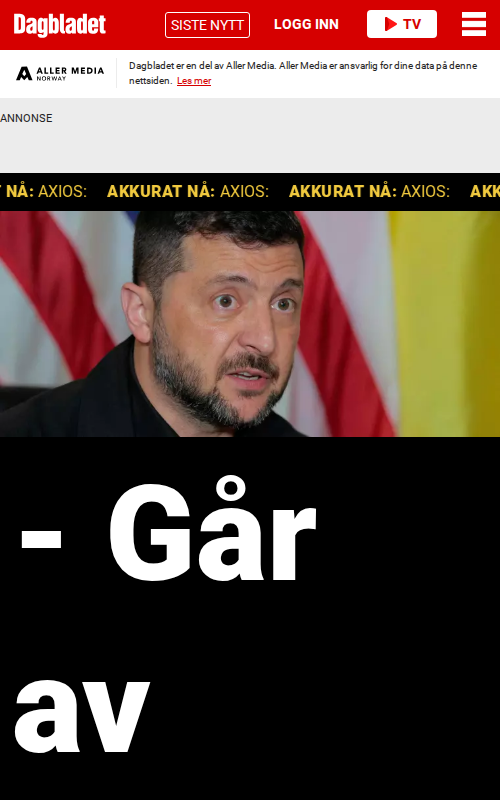 Dagbladet
SISTE NYTT
LOGG INN
TV
ALLER MEDIA
NORWAY
Dagbladet er en del av Aller Media. Aller Media er ansvarlig for dine data på denne
nettsiden. Les mer
ANNONSE
NÅ: AXIOS: AKKURAT NÅ: AXIOS: AKKURAT NÅ: AXIOS: AKK
- Går
av